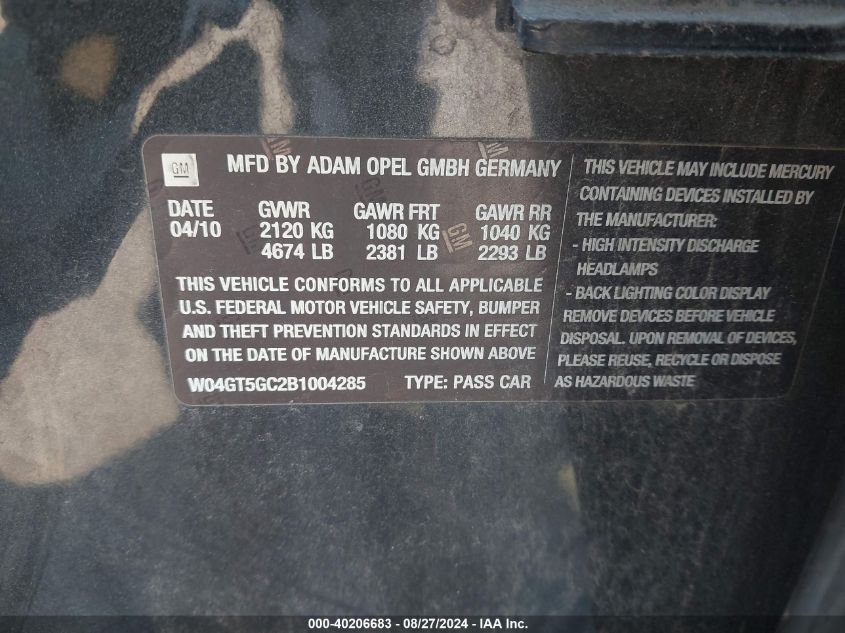 GM
MFD BY ADAM OPEL GMBH GERMANY
DATE GVWR GAWR FRT GAWR RR
04/10 2120 KG 1080 KG 1040 KG
4674 LB 2381 LB 2293 LB
THIS VEHICLE CONFORMS TO ALL APPLICABLE
U.S. FEDERAL MOTOR VEHICLE SAFETY, BUMPER
AND THEFT PREVENTION STANDARDS IN EFFECT
ON THE DATE OF MANUFACTURE SHOWN ABOVE
W04GT5GC2B1004285 TYPE: PASS CAR
THIS VEHICLE MAY INCLUDE MERCURY
CONTAINING DEVICES INSTALLED BY
THE MANUFACTURER:
- HIGH INTENSITY DISCHARGE
HEADLAMPS
- BACK LIGHTING COLOR DISPLAY
REMOVE DEVICES BEFORE VEHICLE
DISPOSAL. UPON REMOVAL OF DEVICES,
PLEASE REUSE, RECYCLE OR DISPOSE
AS HAZARDOUS WASTE
000-40206683 / 08/27/2024 - IAA Inc.